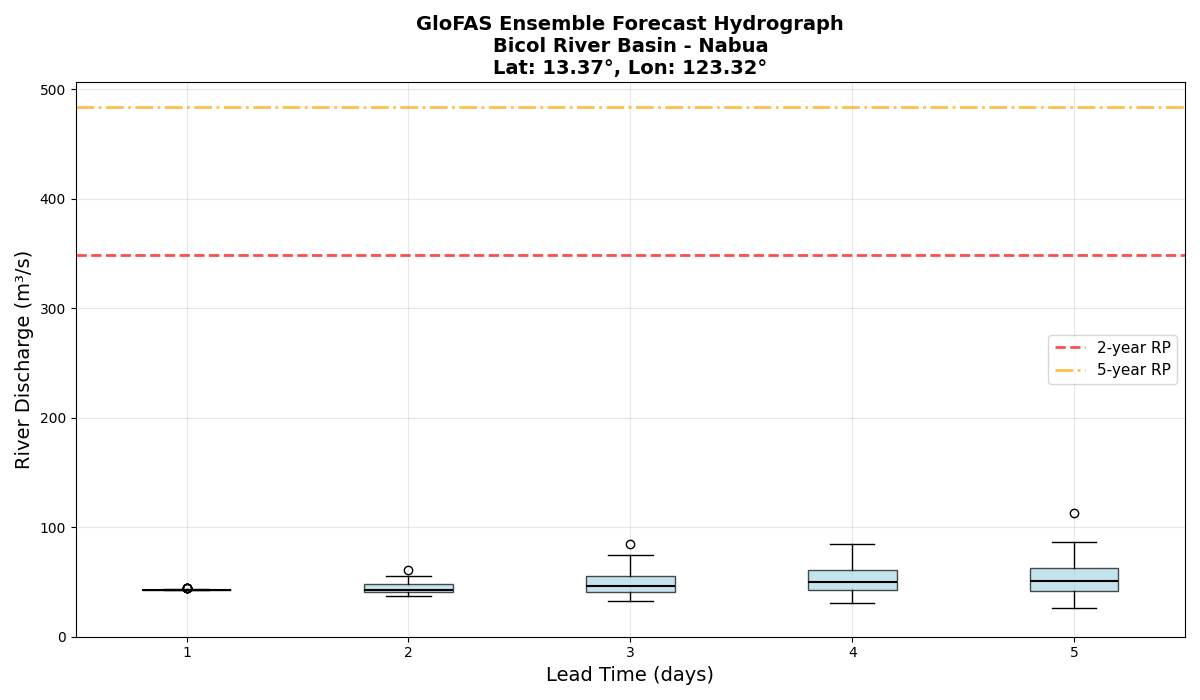 GloFAS Ensemble Forecast Hydrograph
Bicol River Basin - Nabua
Lat: 13.37°, Lon: 123.32°
River Discharge (m³/s)
500
400
300
200
100
0
2-year RP
5-year RP
1 2 3 4 5
Lead Time (days)